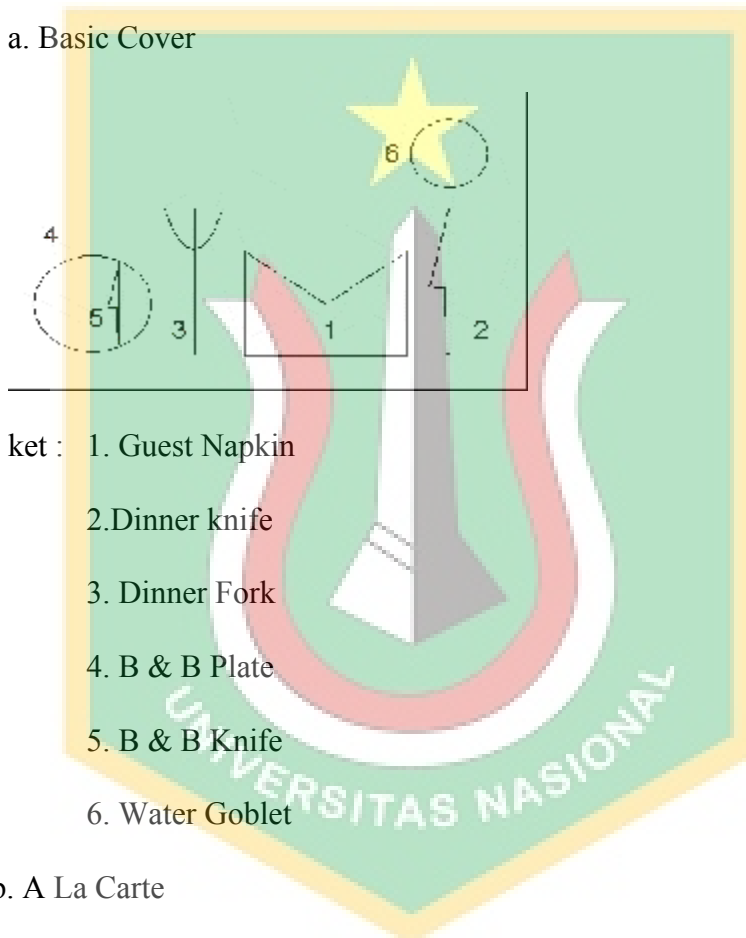 a. Basic Cover
6
4
5
3
1
2
ket : 1. Guest Napkin
2.Dinner knife
3. Dinner Fork
4. B & B Plate
5. B & B Knife
6. Water Goblet
UNIVERSITAS NASIONAL
b. A La Carte